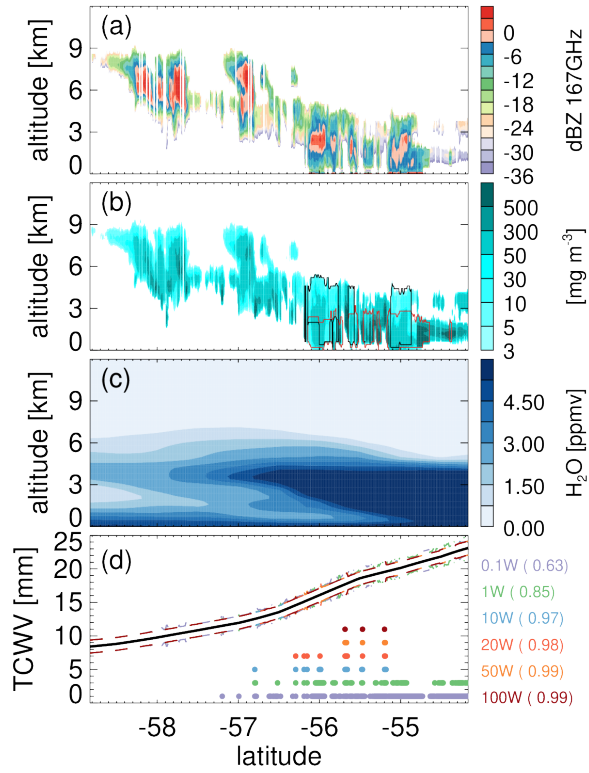 (a)
altitude [km]
9
6
3
0
0
-6
-12
-18
-24
-30
-36
dBZ 167GHz
(b)
altitude [km]
9
6
3
0
500
300
50
30
10
5
3
[mg m⁻³]
(c)
altitude [km]
9
6
3
0
4.50
3.00
1.50
0.00
H₂O [ppmv]
(d)
TCWV [mm]
25
20
15
10
5
0
0.1W ( 0.63)
1W ( 0.85)
10W ( 0.97)
20W ( 0.98)
50W ( 0.99)
100W ( 0.99)
-58 -57 -56 -55
latitude